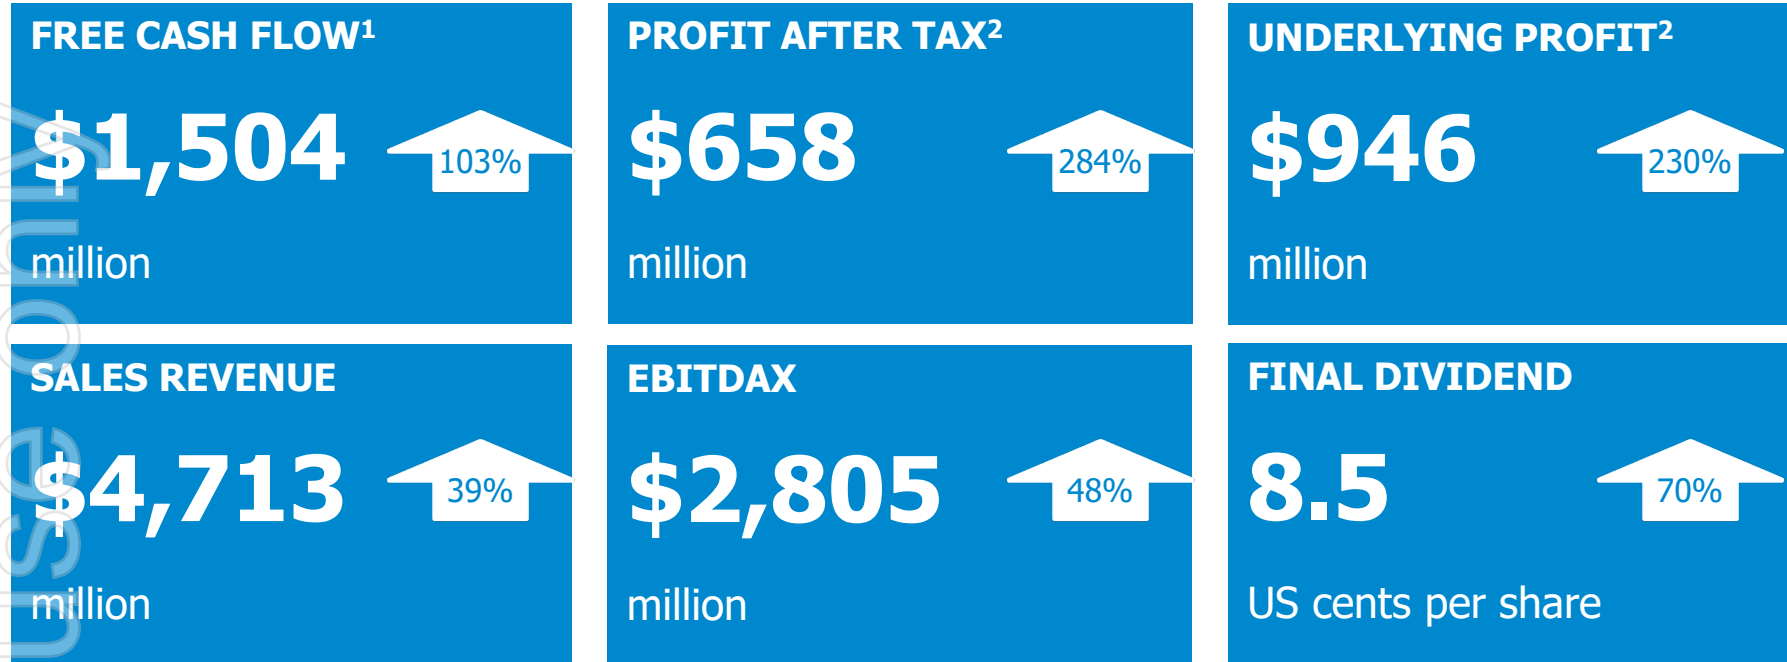 FREE CASH FLOW¹
$1,504
103%
million
PROFIT AFTER TAX²
$658
284%
million
UNDERLYING PROFIT²
$946
230%
million
SALES REVENUE
$4,713
39%
million
EBITDAX
$2,805
48%
million
FINAL DIVIDEND
8.5
70%
US cents per share
use only